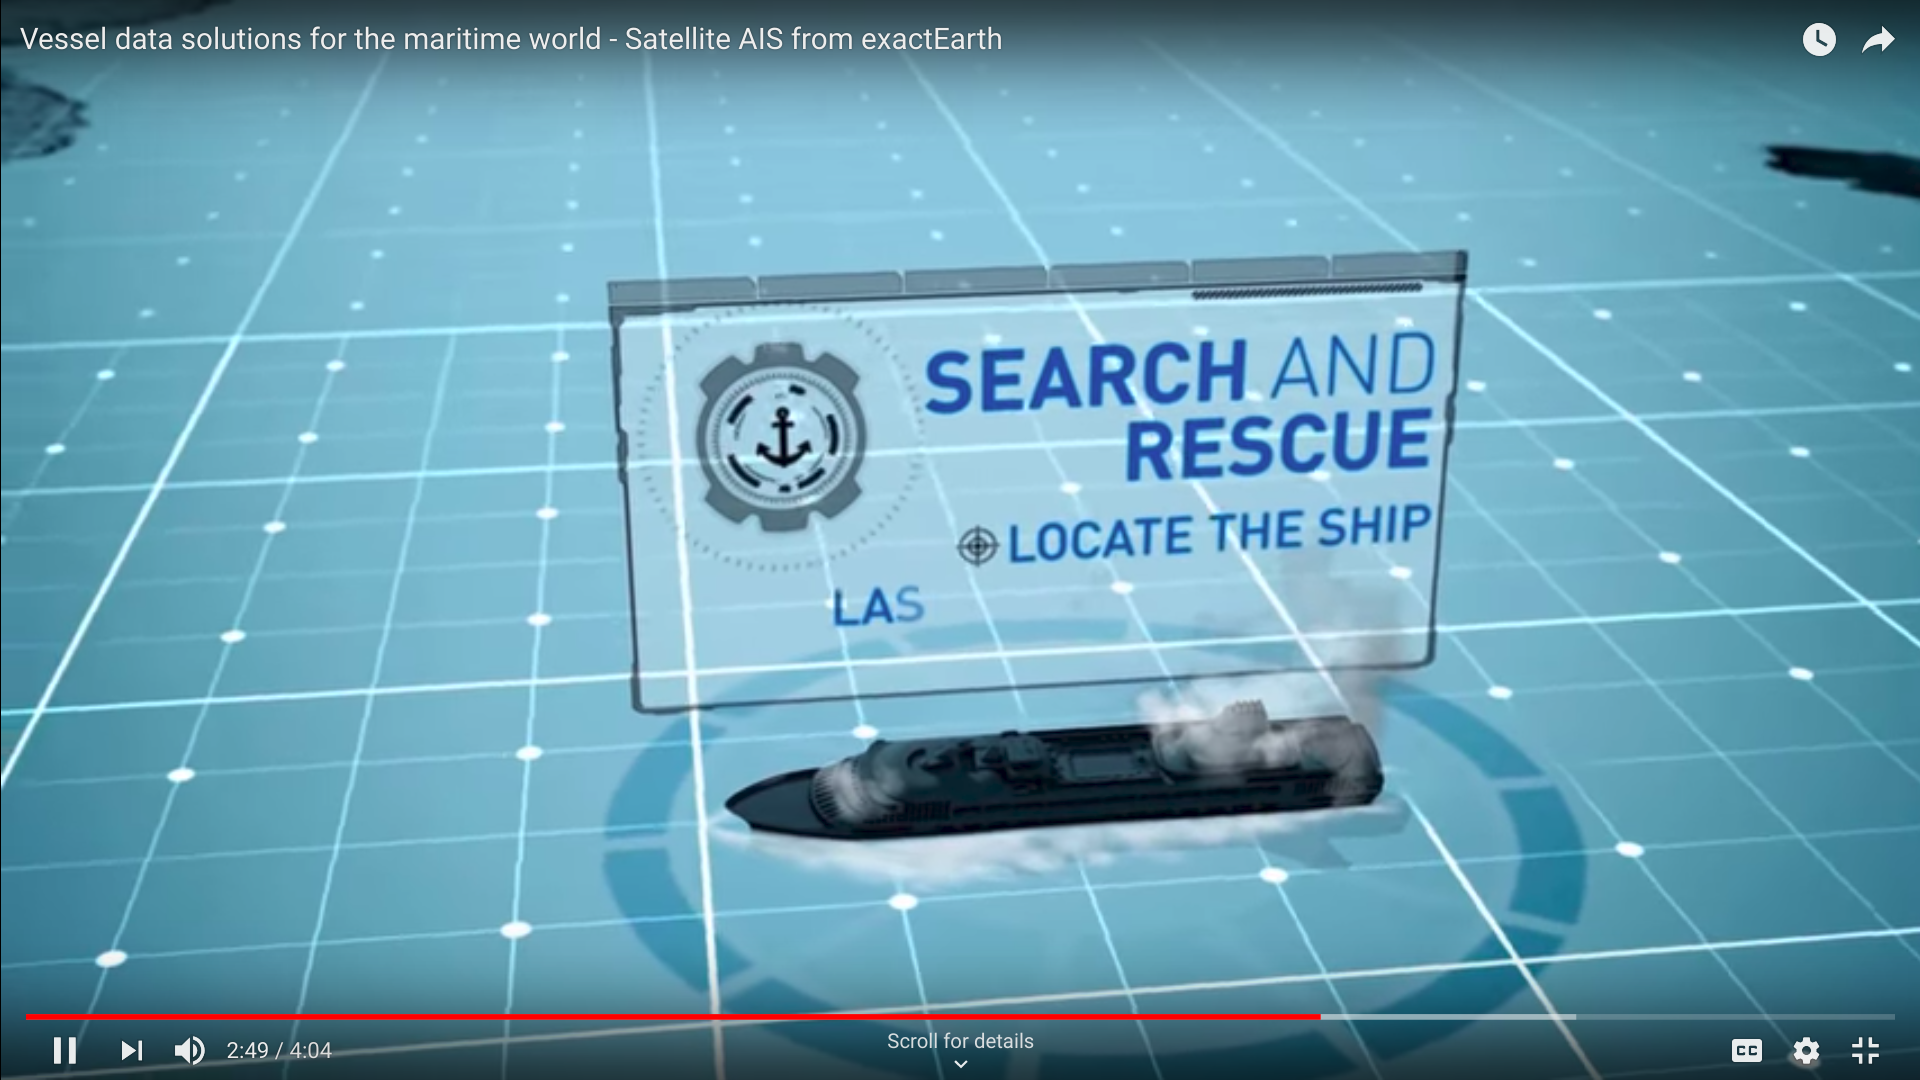 Vessel data solutions for the maritime world - Satellite AIS from exactEarth
SEARCH AND
RESCUE
LOCATE THE SHIP
LAS
2:49 / 4:04
Scroll for details
CC